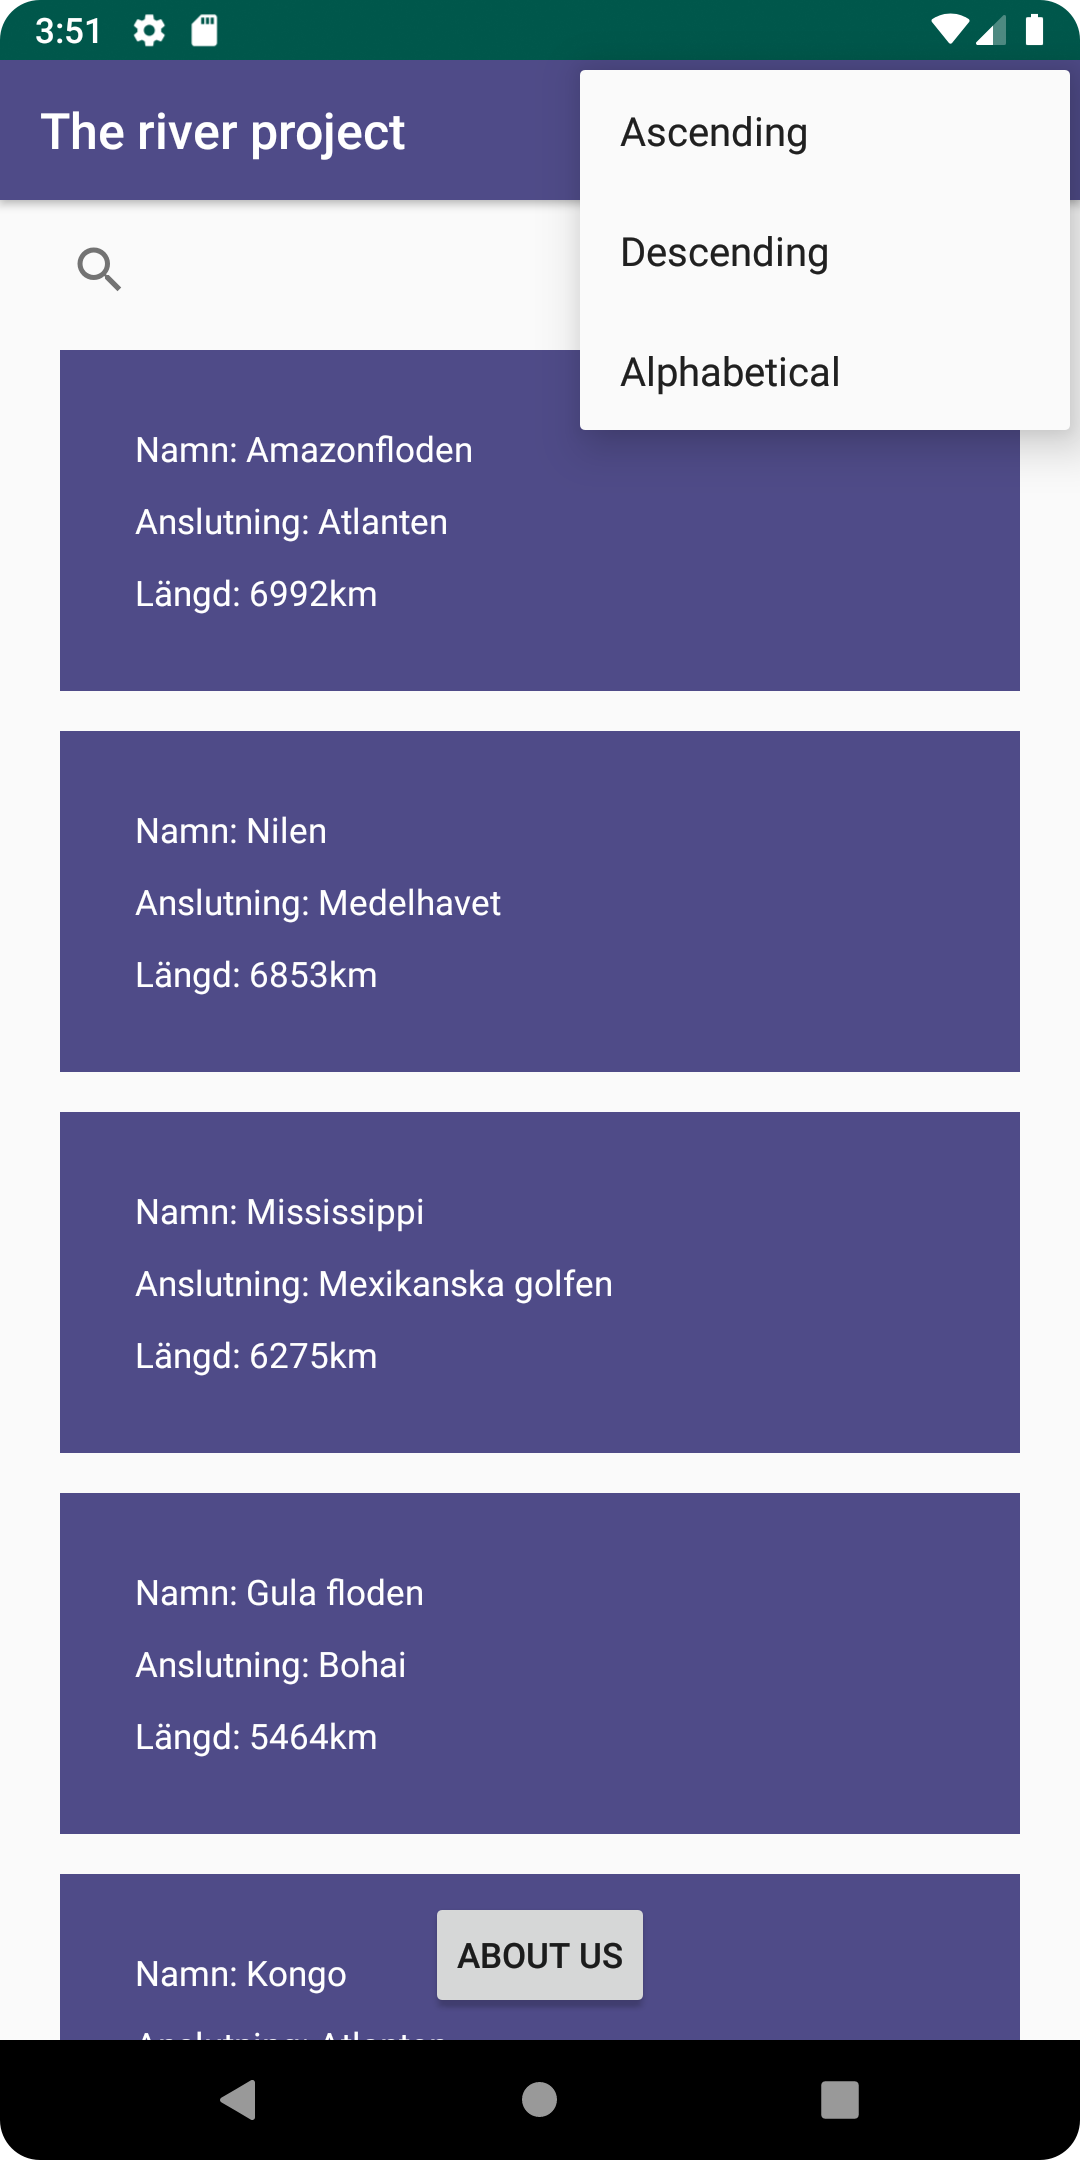 3:51
The river project
Ascending
Descending
Alphabetical
Namn: Amazonfloden
Anslutning: Atlanten
Längd: 6992km
Namn: Nilen
Anslutning: Medelhavet
Längd: 6853km
Namn: Mississippi
Anslutning: Mexikanska golfen
Längd: 6275km
Namn: Gula floden
Anslutning: Bohai
Längd: 5464km
Namn: Kongo
ABOUT US
Anslutning: Atlanten